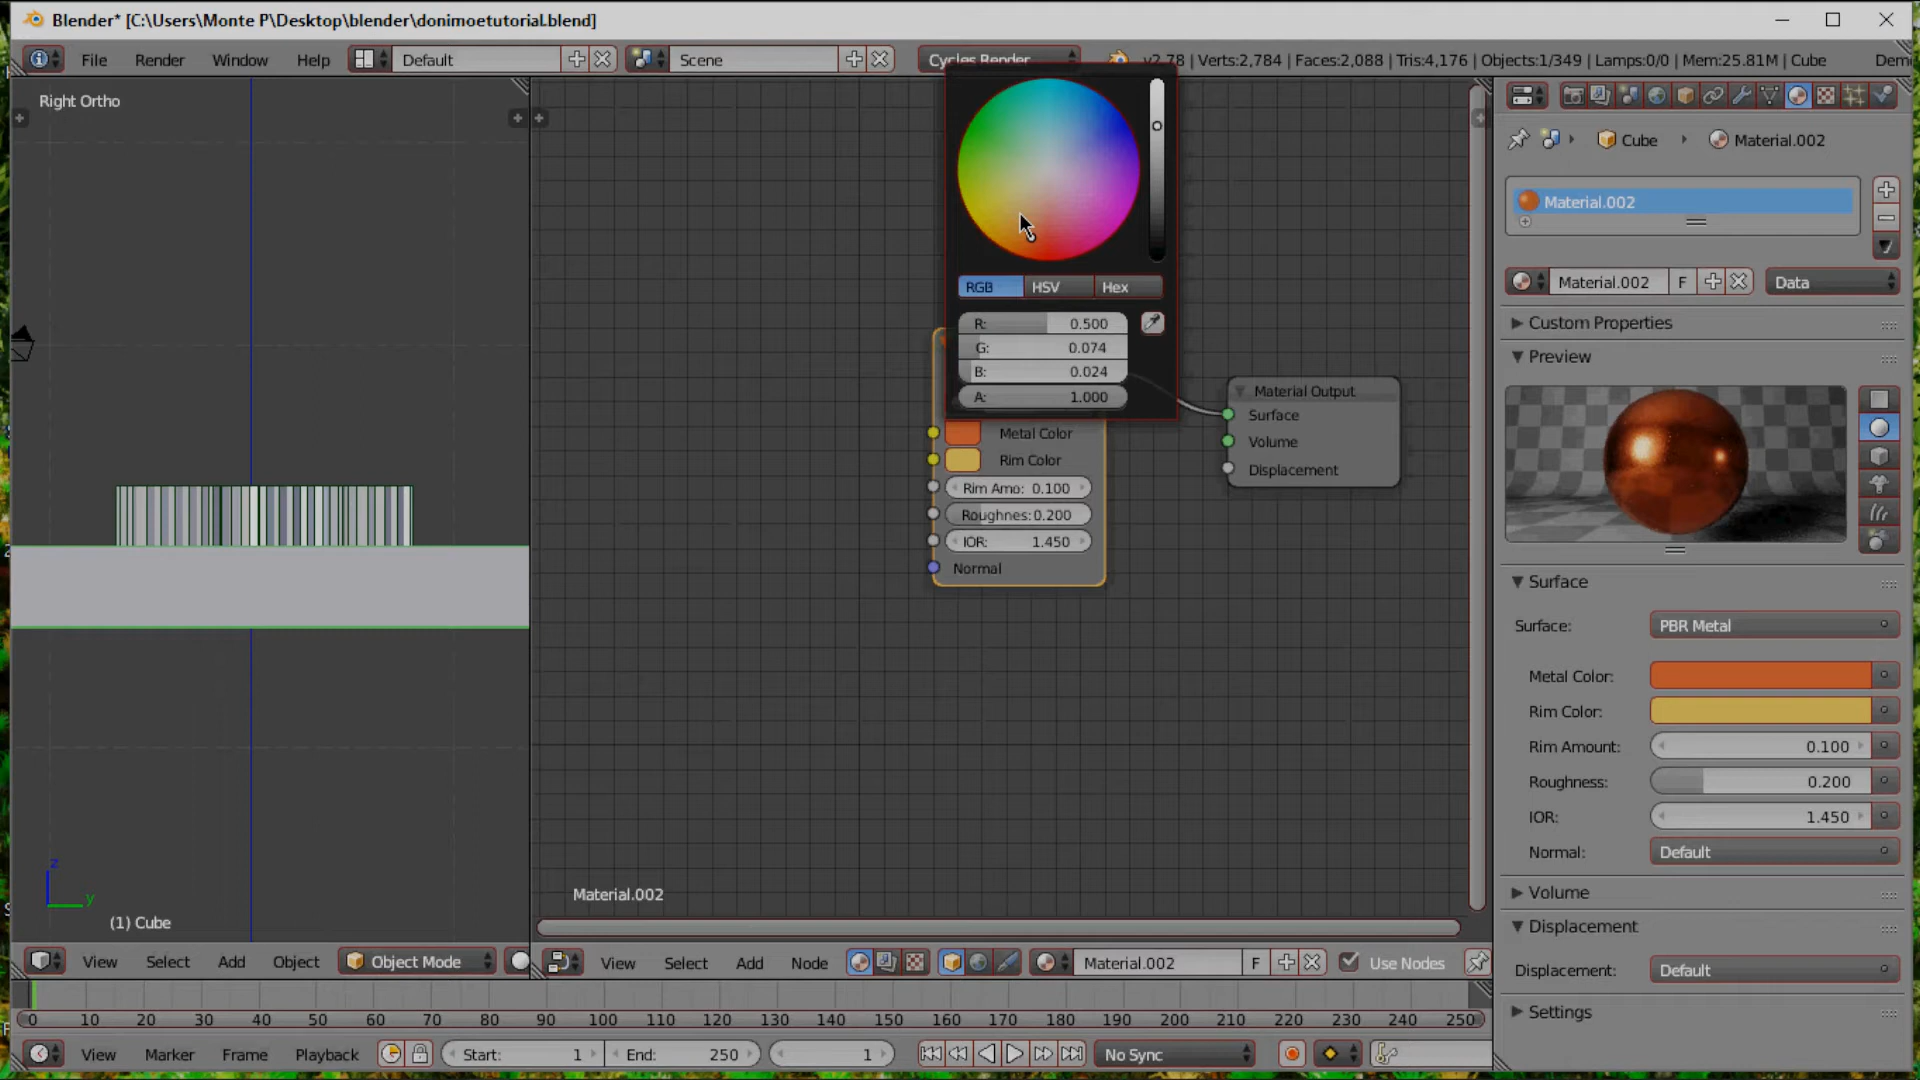 Blender* [C:\Users\Monte P\Desktop\blender\donimoetutorial.blend]
File Render Window Help Default Scene Cycles Render v2.78 | Verts:2,784 | Faces:2,088 | Tris:4,176 | Objects:1/349 | Lamps:0/0 | Mem:25.81M | Cube
Right Ortho
Cube Material.002
Material.002
Material.002 F Data
Custom Properties
Preview
RGB HSV Hex
R: 0.500
G: 0.074
B: 0.024
A: 1.000
Metal Color
Rim Color
Rim Amo: 0.100
Roughnes: 0.200
IOR: 1.450
Normal
Material Output
Surface
Volume
Displacement
Surface
Surface: PBR Metal
Metal Color:
Rim Color:
Rim Amount: 0.100
Roughness: 0.200
IOR: 1.450
Normal: Default
Volume
Displacement
Displacement: Default
Settings
z
y
(1) Cube
Material.002
View Select Add Object Object Mode
View Select Add Node Material.002 F Use Nodes
0 10 20 30 40 50 60 70 80 90 100 110 120 130 140 150 160 170 180 190 200 210 220 230 240 250
View Marker Frame Playback Start: 1 End: 250 1 No Sync